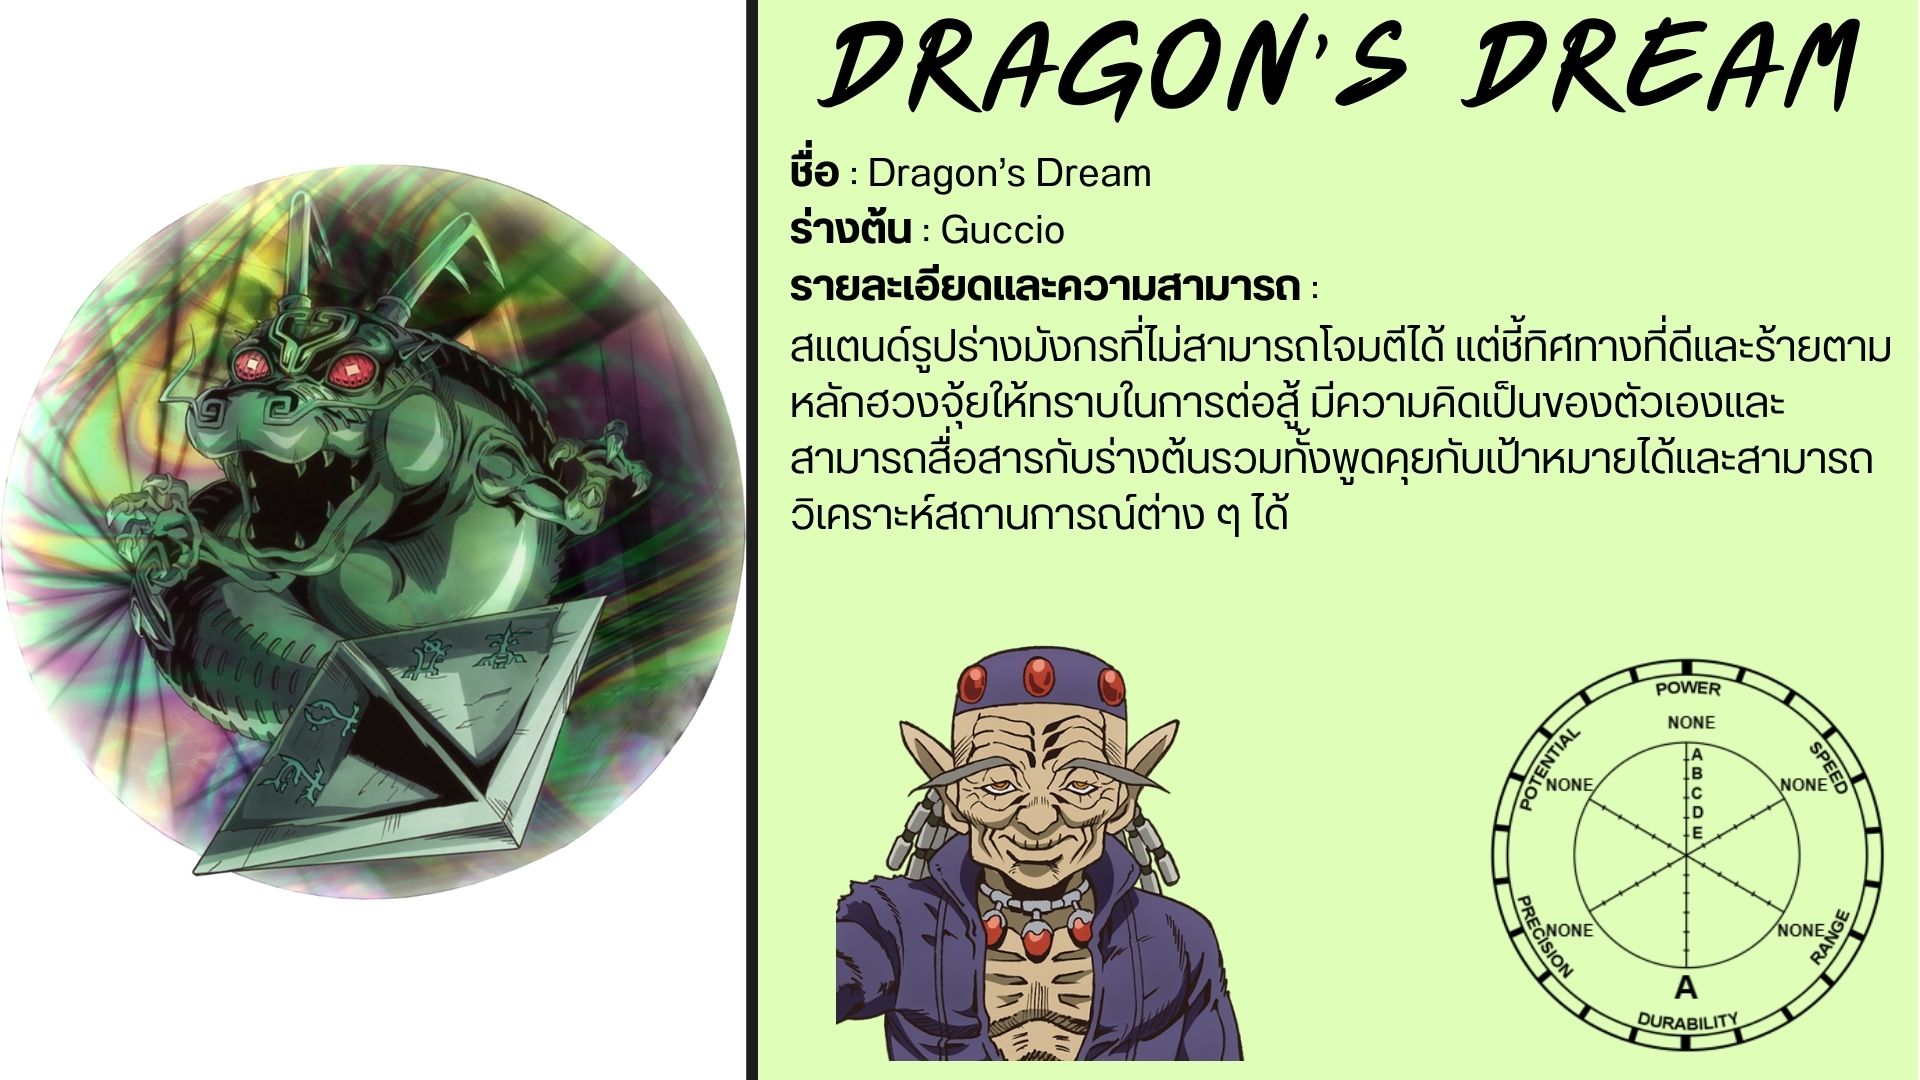 DRAGON'S DREAM
ชื่อ : Dragon's Dream
ร่างต้น : Guccio
รายละเอียดและความสามารถ :
สแตนด์รูปร่างมังกรที่ไม่สามารถโจมตีได้ แต่ชี้ทิศทางที่ดีและร้ายตาม
หลักฮวงจุ้ยให้ทราบในการต่อสู้ มีความคิดเป็นของตัวเองและ
สามารถสื่อสารกับร่างต้นรวมทั้งพูดคุยกับเป้าหมายได้และสามารถ
วิเคราะห์สถานการณ์ต่าง ๆ ได้
POWER
NONE
POTENTIAL
SPEED
NONE
NONE
A
B
C
D
E
PRECISION
NONE
NONE
RANGE
A
DURABILITY